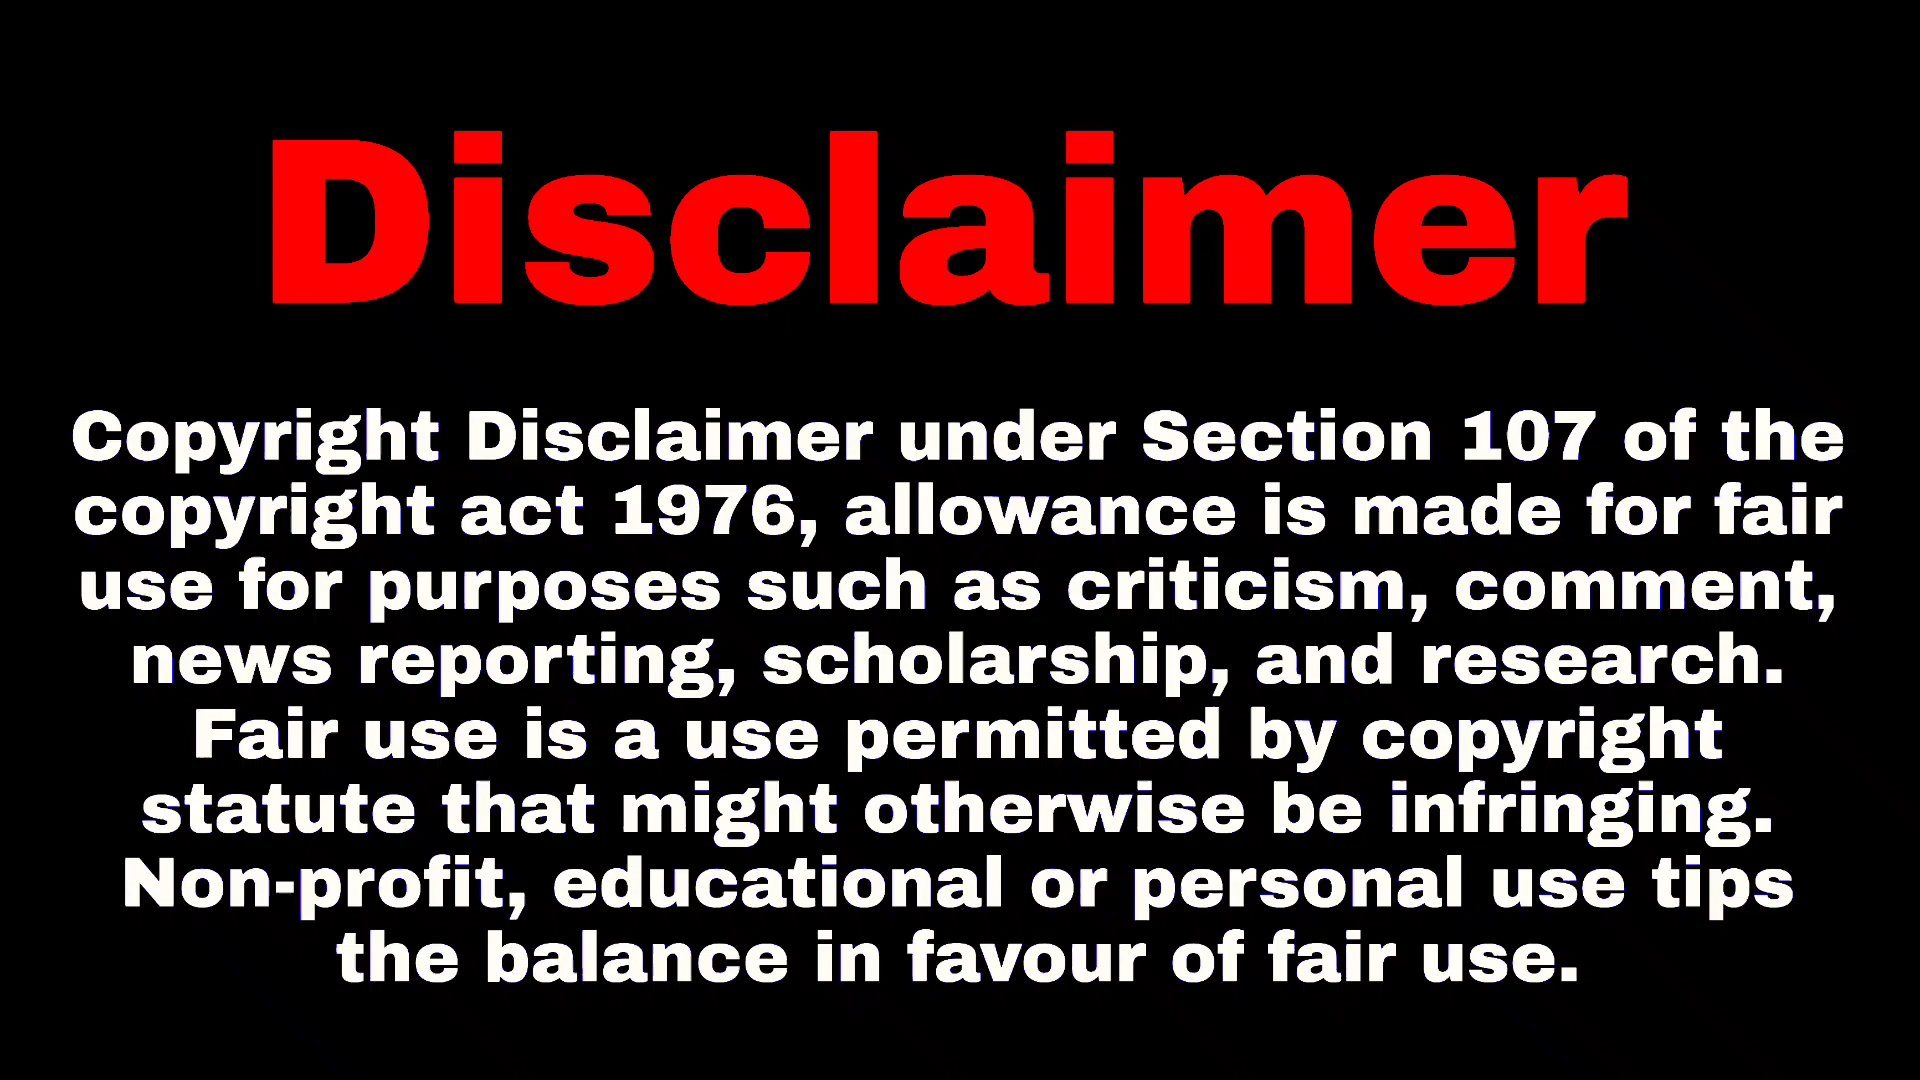 Disclaimer
Copyright Disclaimer under Section 107 of the
copyright act 1976, allowance is made for fair
use for purposes such as criticism, comment,
news reporting, scholarship, and research.
Fair use is a use permitted by copyright
statute that might otherwise be infringing.
Non-profit, educational or personal use tips
the balance in favour of fair use.